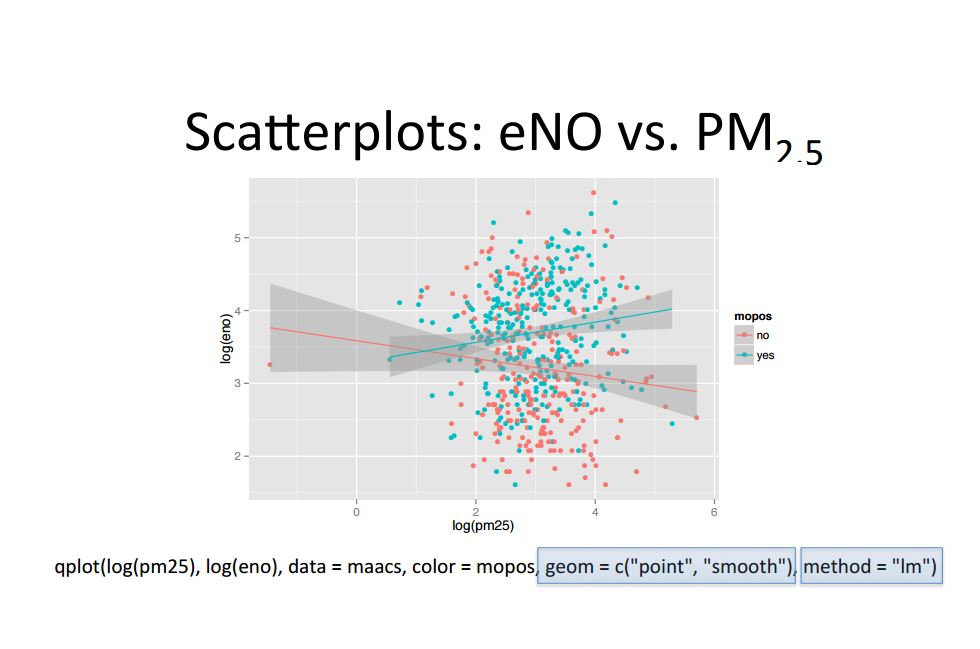 Scatterplots: eNO vs. PM2.5
5
4
3
2
log(eno)
0 2 4 6
log(pm25)
mopos
no
yes
qplot(log(pm25), log(eno), data = maacs, color = mopos, geom = c("point", "smooth"), method = "lm")